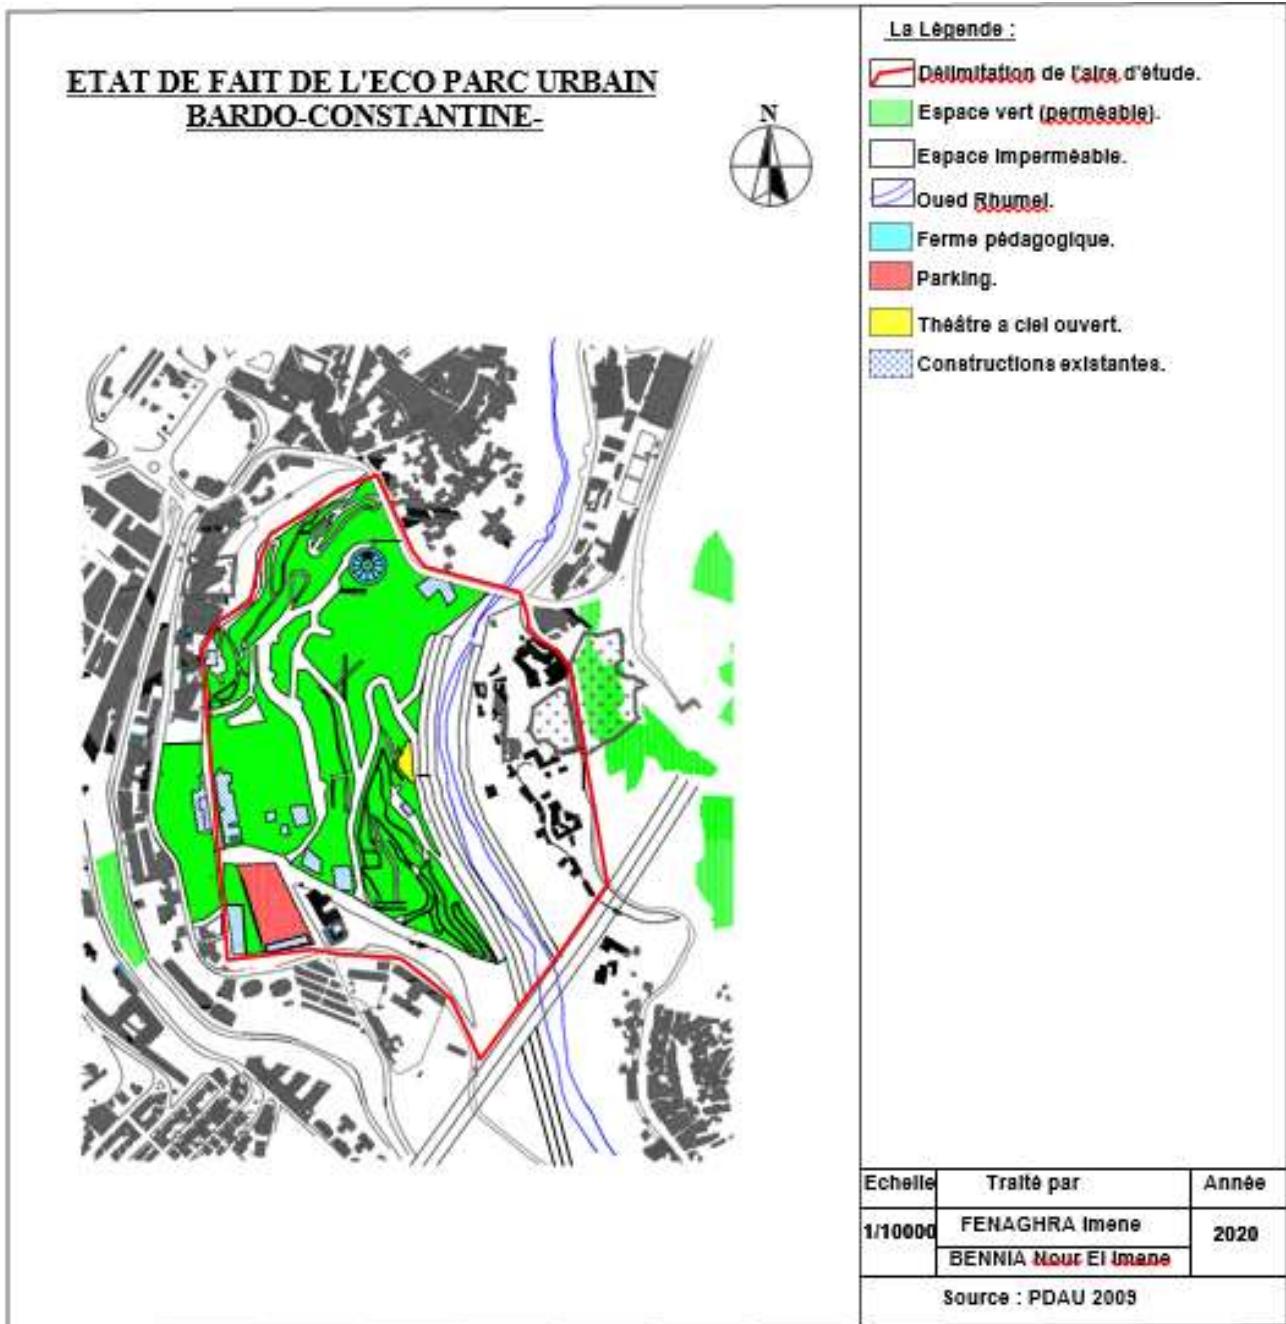 ETAT DE FAIT DE L'ECO PARC URBAIN
BARDO-CONSTANTINE-
N
La Légende :
Délimitation de l'aire d'étude.
Espace vert (perméable).
Espace Imperméable.
Oued Rhumel.
Ferme pédagogique.
Parking.
Théâtre a ciel ouvert.
Constructions existantes.
Echelle Traité par Année
1/10000 FENAGHRA Imene 2020
BENNIA Nour El Imene
Source : PDAU 2009